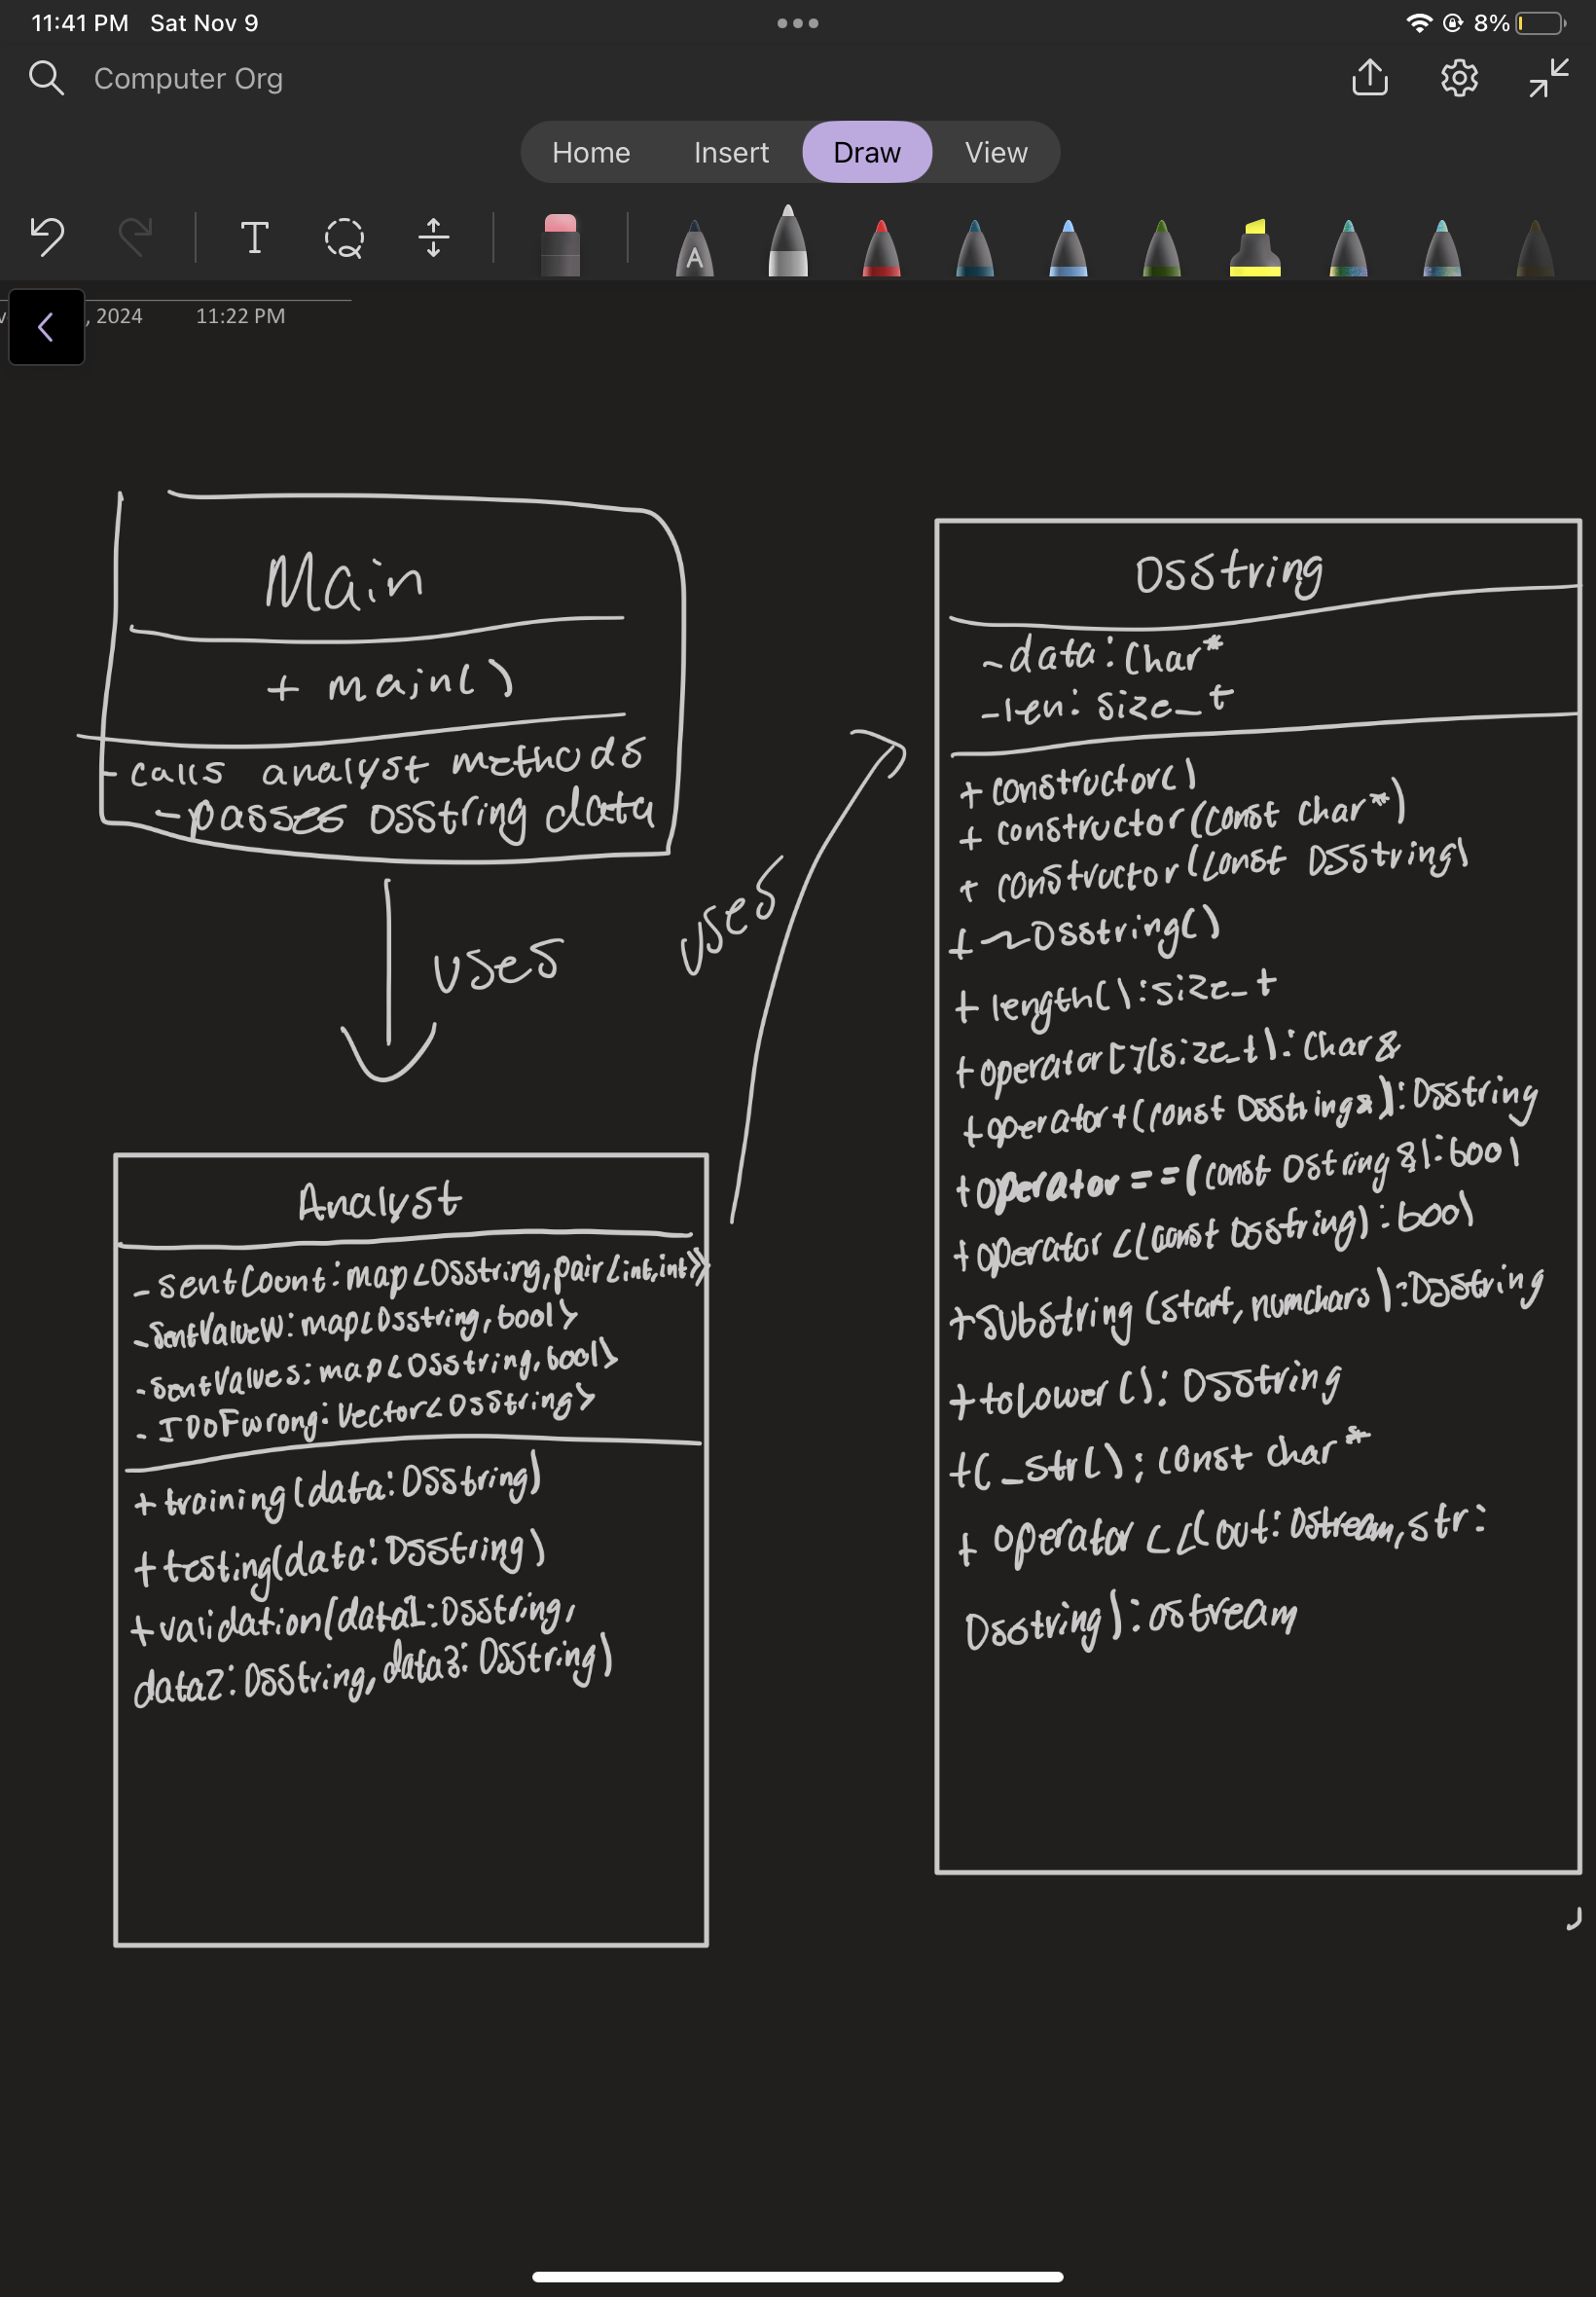 11:41 PM Sat Nov 9
8%
Computer Org
Home Insert Draw View
T
A
, 2024 11:22 PM
Main
+ main()
- calls analyst methods
- passes DSString data
uses
uses
Analyst
- sentCount: map<DSString, pair<int,int>>
- sentValueW: map<DSString, bool>
- sentValues: map<DSString, bool>
- IDOFwrong: Vector<DSString>
+ training(data: DSString)
+ testing(data: DSString)
+ validation(data1: DSString,
data2: DSString, data3: DSString)
DSString
- data: Char*
- len: size_t
+ constructor()
+ constructor(const char*)
+ constructor(const DSString)
+ ~DSString()
+ length(): size_t
+ operator[](size_t): Char&
+ operator+(const DSString&): DSString
+ operator==(const DString &): bool
+ operator<(const DSString): bool
+ substring(start, numchars): DSString
+ toLower(): DSString
+ c_str(); const char*
+ operator<<(out: Ostream, str:
DSString): ostream